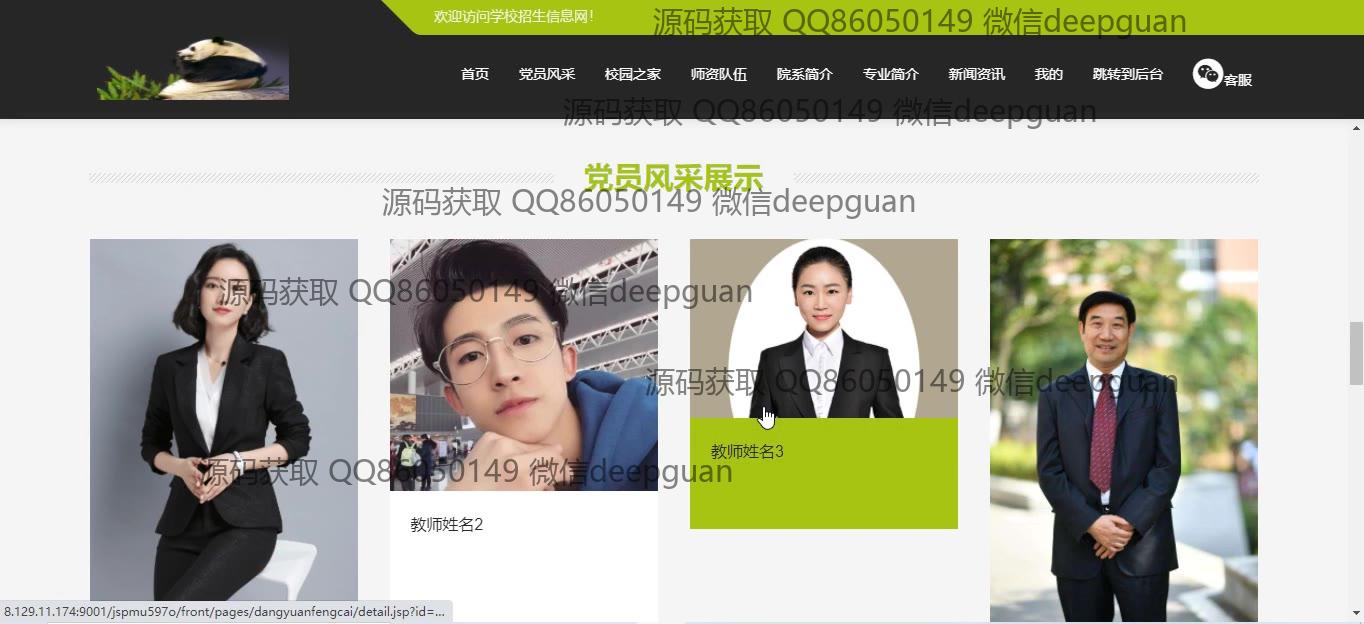 欢迎访问学校招生信息网！
源码获取 QQ86050149 微信deepguan
首页 党员风采 校园之家 师资队伍 院系简介 专业简介 新闻资讯 我的 跳转到后台 客服
源码获取 QQ86050149 微信deepguan
党员风采展示
源码获取 QQ86050149 微信deepguan
源码获取 QQ86050149 微信deepguan
源码获取 QQ86050149 微信deepguan
教师姓名3
源码获取 QQ86050149 微信deepguan
教师姓名2
8.129.11.174:9001/jspmu597o/front/pages/dangyuanfengcai/detail.jsp?id=...